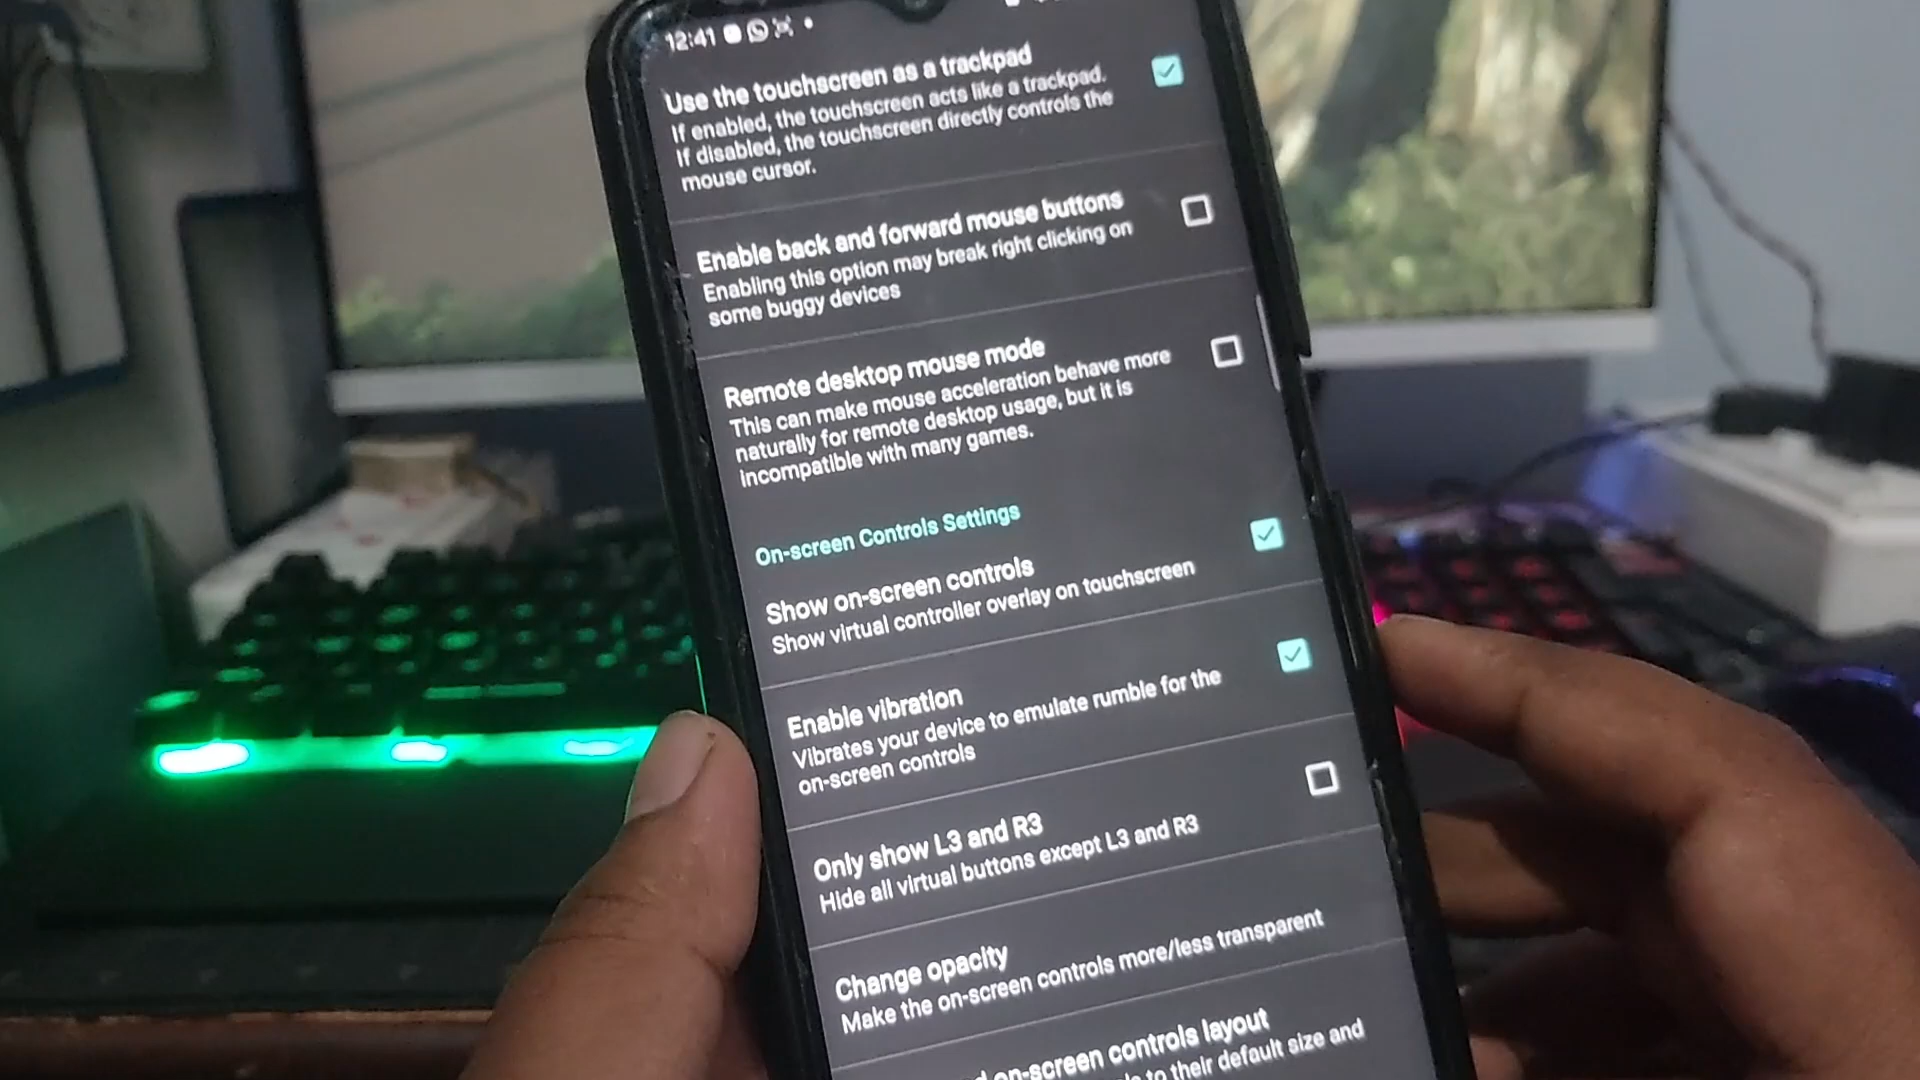 12:41
Use the touchscreen as a trackpad
If enabled, the touchscreen acts like a trackpad.
If disabled, the touchscreen directly controls the
mouse cursor.
Enable back and forward mouse buttons
Enabling this option may break right clicking on
some buggy devices
Remote desktop mouse mode
This can make mouse acceleration behave more
naturally for remote desktop usage, but it is
incompatible with many games.
On-screen Controls Settings
Show on-screen controls
Show virtual controller overlay on touchscreen
Enable vibration
Vibrates your device to emulate rumble for the
on-screen controls
Only show L3 and R3
Hide all virtual buttons except L3 and R3
Change opacity
Make the on-screen controls more/less transparent
on-screen controls layout
to their default size and